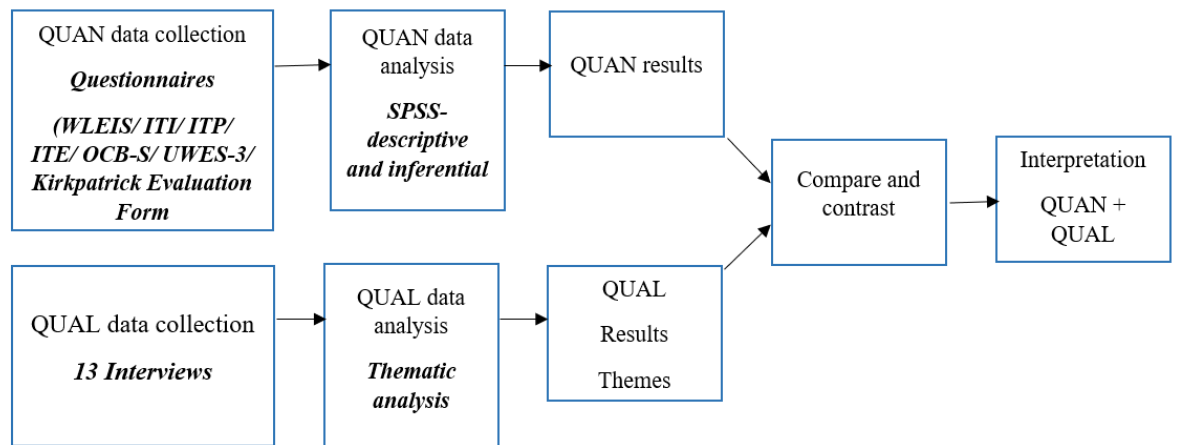 QUAN data collection
Questionnaires
(WLEIS/ ITI/ ITP/
ITE/ OCB-S/ UWES-3/
Kirkpatrick Evaluation
Form
QUAN data
analysis
SPSS-
descriptive
and inferential
QUAN results
Compare and
contrast
Interpretation
QUAN +
QUAL
QUAL data collection
13 Interviews
QUAL data
analysis
Thematic
analysis
QUAL
Results
Themes